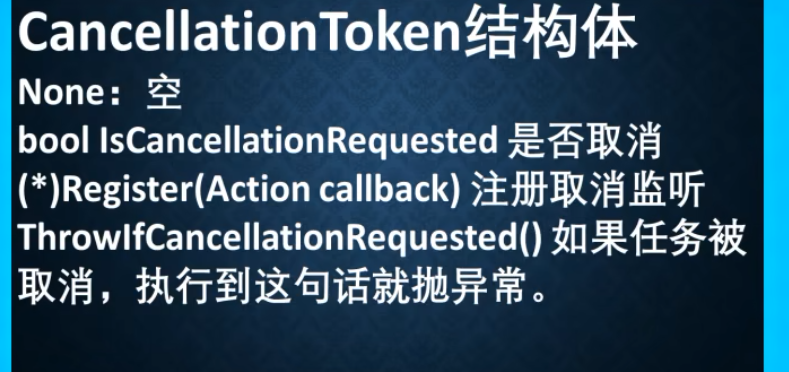 CancellationToken结构体
None：空
bool IsCancellationRequested 是否取消
(*)Register(Action callback) 注册取消监听
ThrowIfCancellationRequested() 如果任务被
取消，执行到这句话就抛异常。